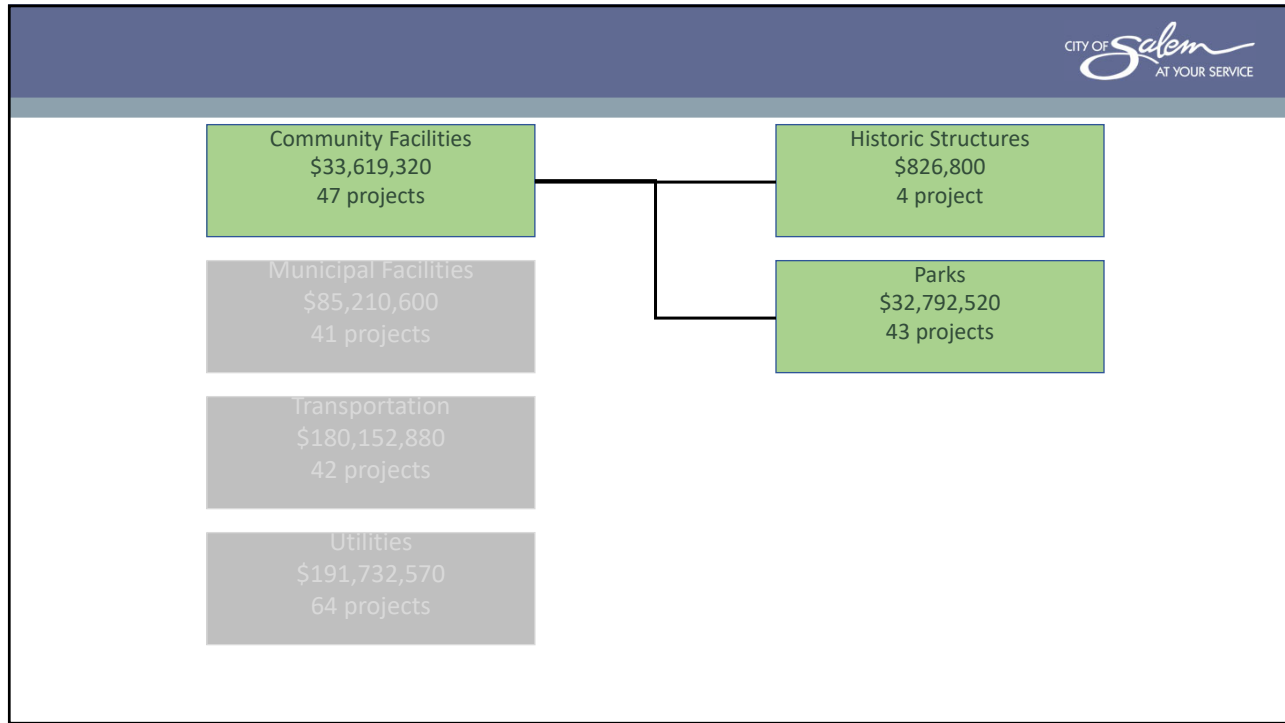 CITY OF Salem
AT YOUR SERVICE
Community Facilities
$33,619,320
47 projects
Historic Structures
$826,800
4 project
Municipal Facilities
$85,210,600
41 projects
Parks
$32,792,520
43 projects
Transportation
$180,152,880
42 projects
Utilities
$191,732,570
64 projects